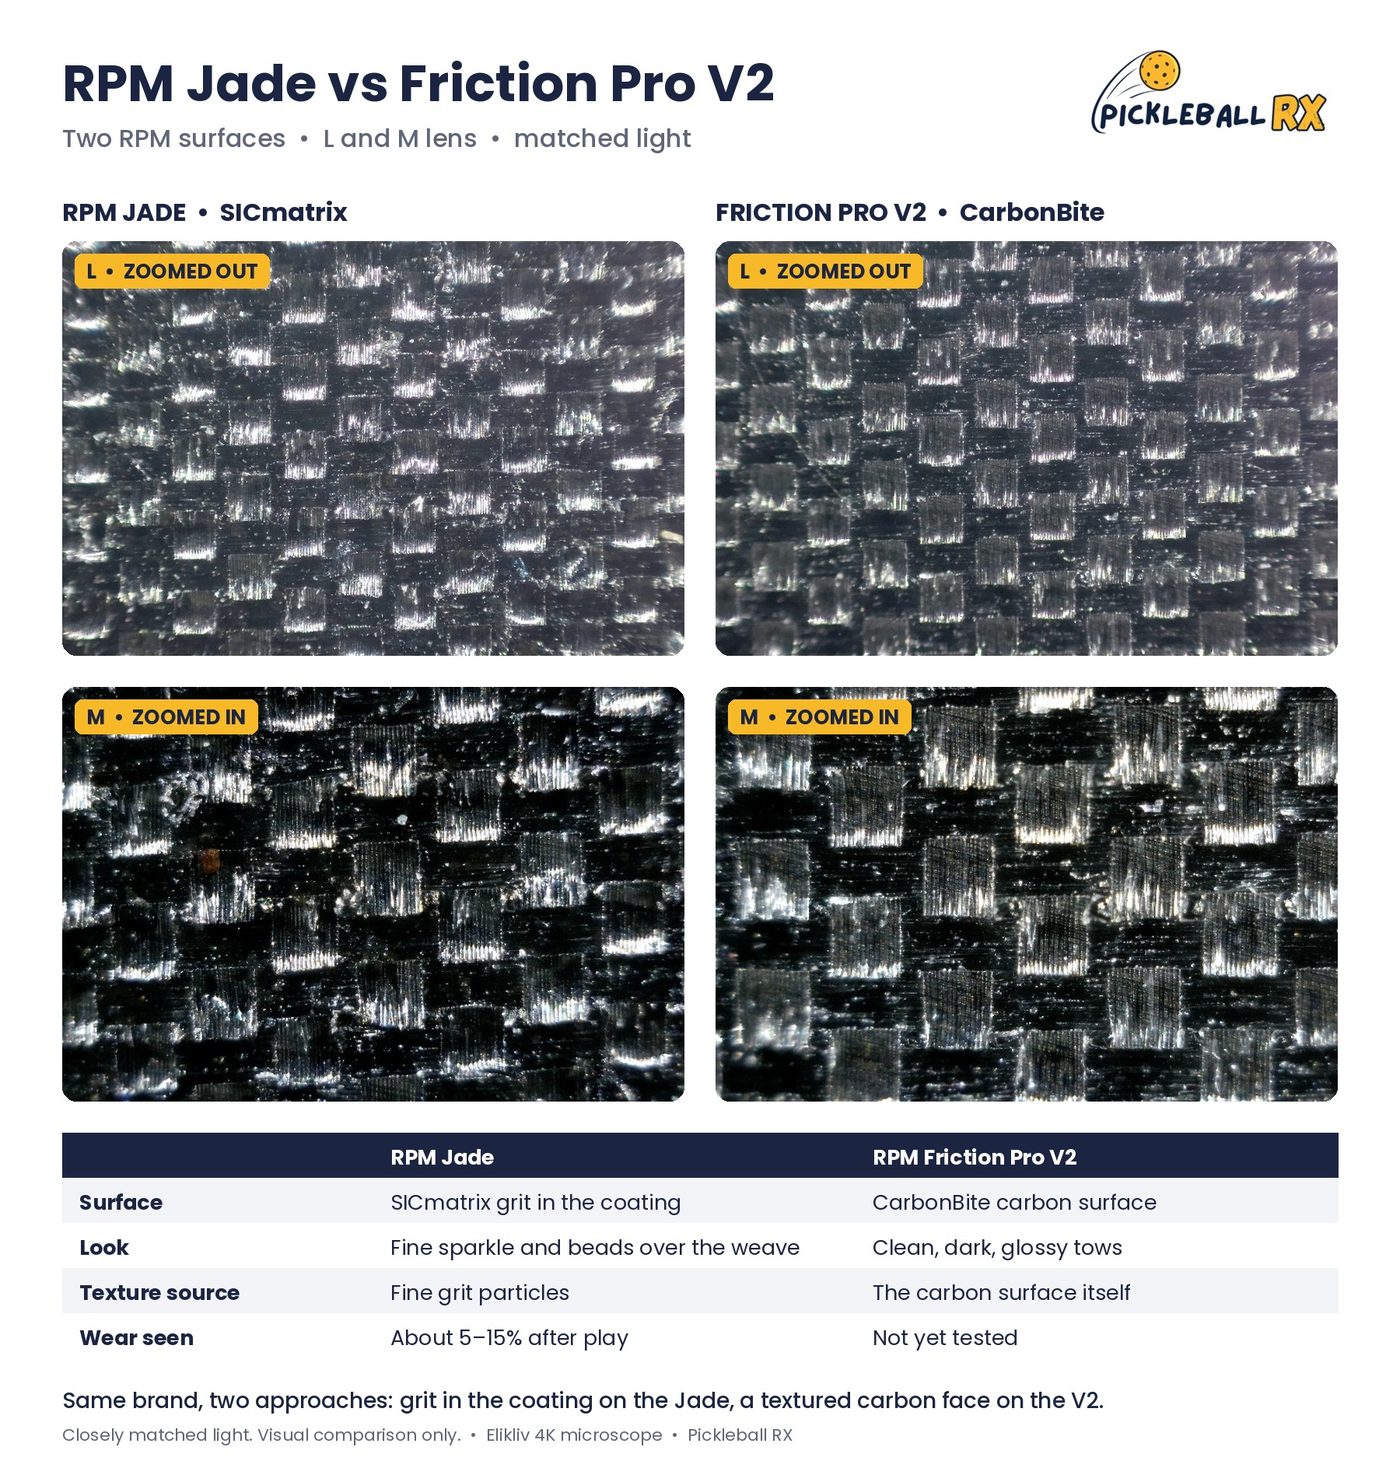 RPM Jade vs Friction Pro V2
PICKLEBALL RX
Two RPM surfaces • L and M lens • matched light
RPM JADE • SICmatrix
FRICTION PRO V2 • CarbonBite
L • ZOOMED OUT
L • ZOOMED OUT
M • ZOOMED IN
M • ZOOMED IN
RPM Jade RPM Friction Pro V2
Surface SICmatrix grit in the coating CarbonBite carbon surface
Look Fine sparkle and beads over the weave Clean, dark, glossy tows
Texture source Fine grit particles The carbon surface itself
Wear seen About 5–15% after play Not yet tested
Same brand, two approaches: grit in the coating on the Jade, a textured carbon face on the V2.
Closely matched light. Visual comparison only. • Elikliv 4K microscope • Pickleball RX